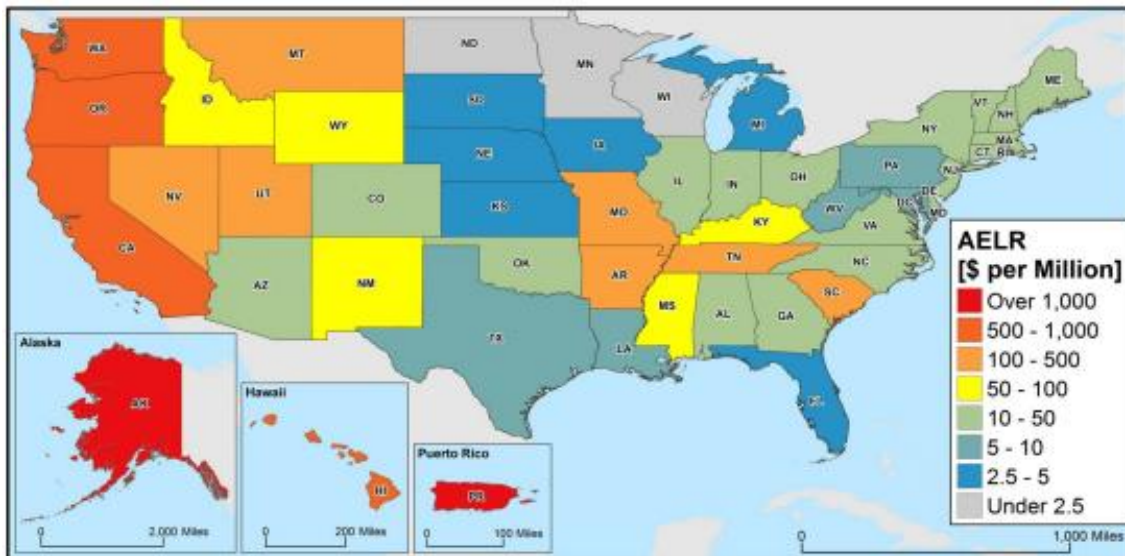 WA
MT
ND
MN
OR
ID
WY
SD
WI
MI
NY
VT
NH
ME
MA
CT
RI
NE
IA
PA
NJ
NV
UT
CO
KS
IL
IN
OH
WV
DC
DE
MD
VA
CA
MO
KY
AZ
NM
OK
AR
TN
NC
SC
TX
LA
MS
AL
GA
FL
Alaska
AK
2,000 Miles
0
Hawaii
HI
0
200 Miles
Puerto Rico
PR
0
100 Miles
AELR
[$ per Million]
Over 1,000
500 - 1,000
100 - 500
50 - 100
10 - 50
5 - 10
2.5 - 5
Under 2.5
0
1,000 Miles